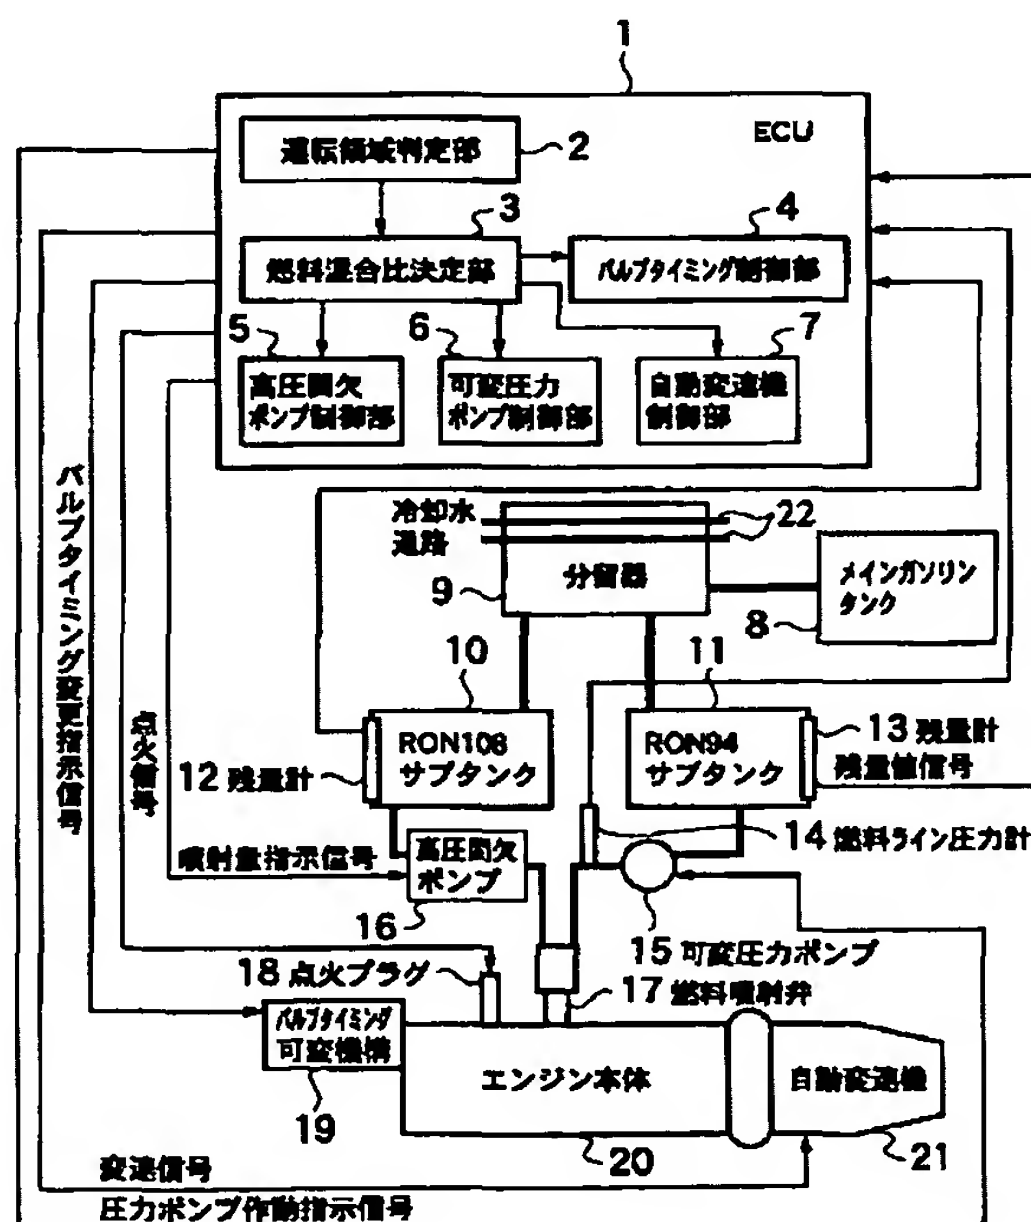 1
ECU
運転領域判定部 2
3
4
燃料混合比決定部
バルブタイミング制御部
5
6
7
高圧間欠
ポンプ制御部
可変圧力
ポンプ制御部
自動変速機
制御部
バルブタイミング変更指示信号
点火信号
冷却水
通路
22
分留器
9
メインガソリン
タンク
8
10
11
RON108
サブタンク
RON94
サブタンク
12 残量計
13 残量計
残量値信号
14 燃料ライン圧力計
噴射量指示信号
高圧間欠
ポンプ
16
15 可変圧力ポンプ
18 点火プラグ
17 燃料噴射弁
バルブタイミング
可変機構
19
エンジン本体
自動変速機
20
21
変速信号
圧力ポンプ作動指示信号